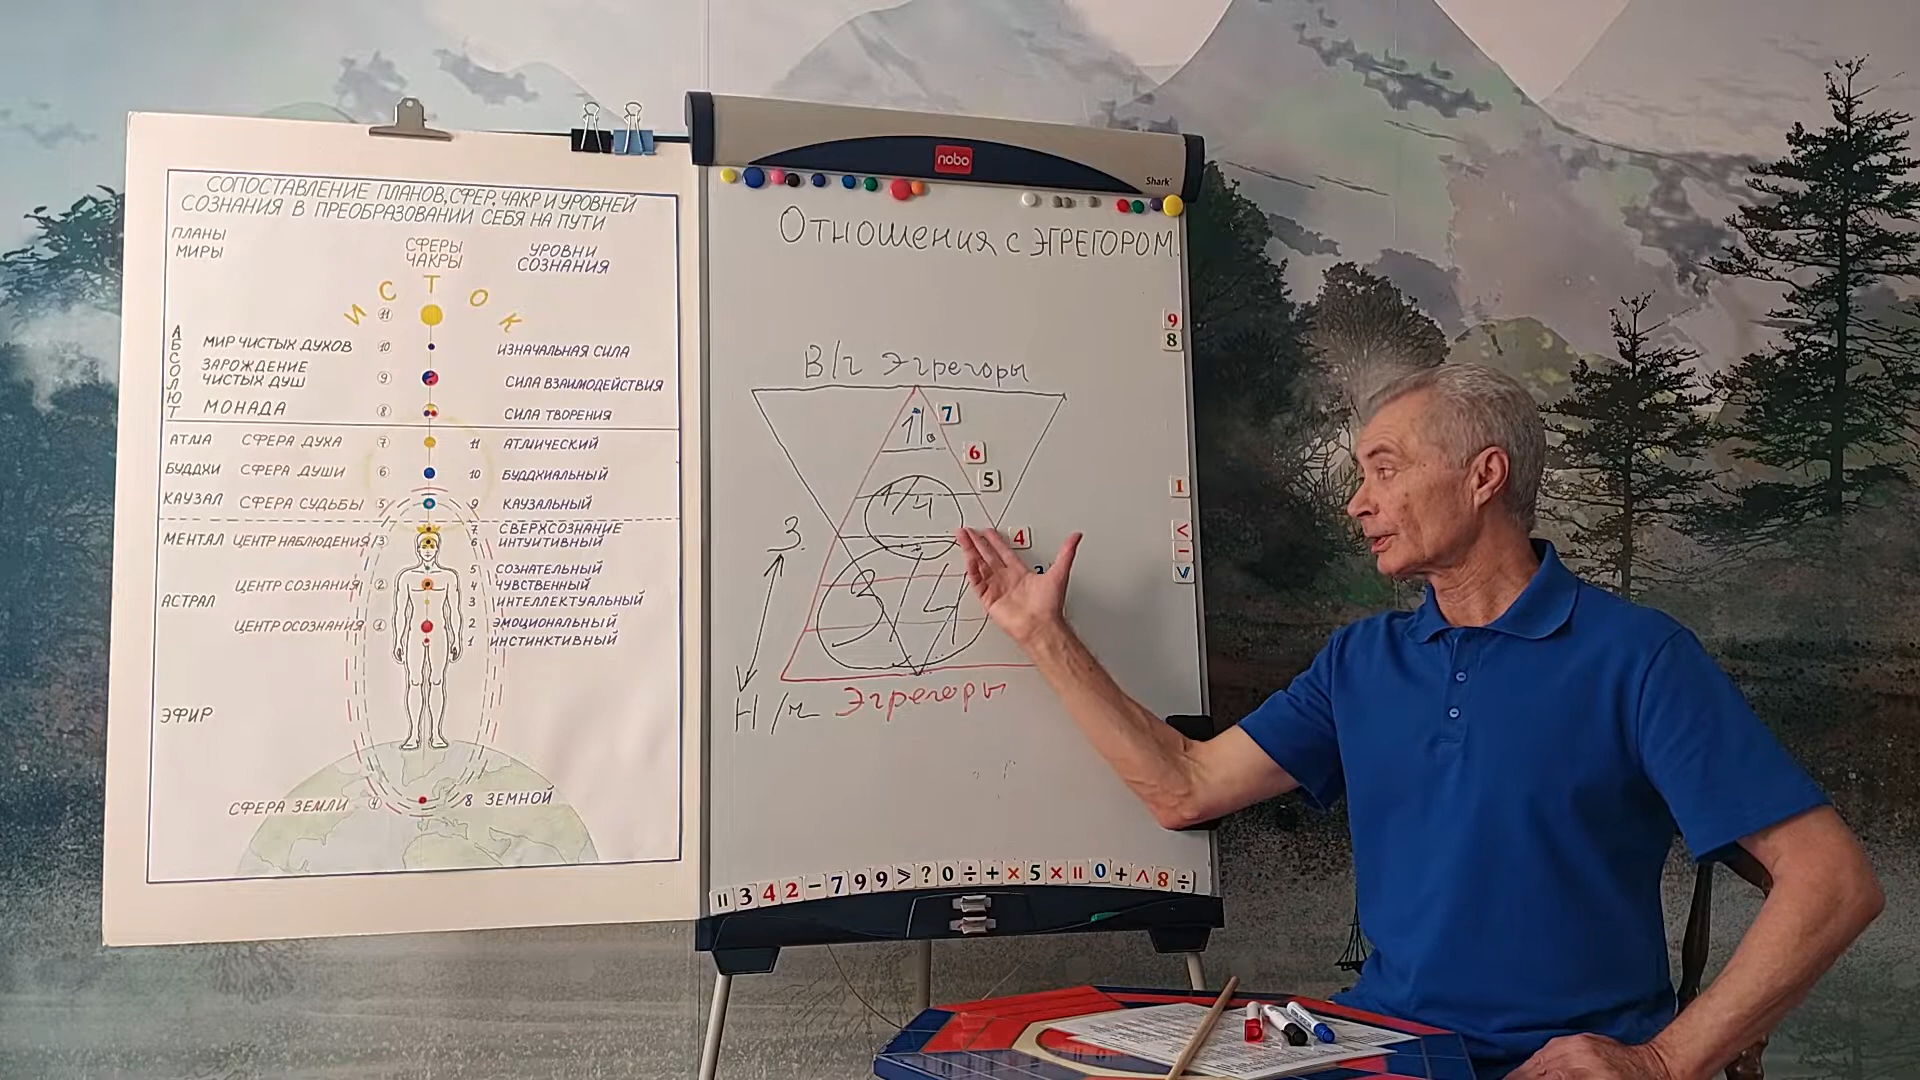 СОПОСТАВЛЕНИЕ ПЛАНОВ, СФЕР, ЧАКР И УРОВНЕЙ
СОЗНАНИЯ В ПРЕОБРАЗОВАНИИ СЕБЯ НА ПУТИ
ПЛАНЫ
МИРЫ
СФЕРЫ
ЧАКРЫ
УРОВНИ
СОЗНАНИЯ
ИСТОК
11
АБСОЛЮТ
МИР ЧИСТЫХ ДУХОВ 10 ИЗНАЧАЛЬНАЯ СИЛА
ЗАРОЖДЕНИЕ
ЧИСТЫХ ДУШ 9 СИЛА ВЗАИМОДЕЙСТВИЯ
МОНАДА 8 СИЛА ТВОРЕНИЯ
АТМА СФЕРА ДУХА 7 11 АТМИЧЕСКИЙ
БУДДХИ СФЕРА ДУШИ 6 10 БУДДХИАЛЬНЫЙ
КАУЗАЛ СФЕРА СУДЬБЫ 5 9 КАУЗАЛЬНЫЙ
7 СВЕРХСОЗНАНИЕ
МЕНТАЛ ЦЕНТР НАБЛЮДЕНИЯ 3 6 ИНТУИТИВНЫЙ
5 СОЗНАТЕЛЬНЫЙ
ЦЕНТР СОЗНАНИЯ 2 4 ЧУВСТВЕННЫЙ
АСТРАЛ 3 ИНТЕЛЛЕКТУАЛЬНЫЙ
ЦЕНТР ОСОЗНАНИЯ 1 2 ЭМОЦИОНАЛЬНЫЙ
1 ИНСТИНКТИВНЫЙ
ЭФИР
СФЕРА ЗЕМЛИ 4 8 ЗЕМНОЙ
nobo
Shark
Отношения с ЭГРЕГОРОМ.
9
8
В/ч Эгрегоры
7
6
5
1/4
1
4
З.
<
−
3/4
Н/ч Эгрегоры
= 3 4 2 − 7 9 9 > ? 0 ÷ + × 5 × = 0 + ^ 8 ÷